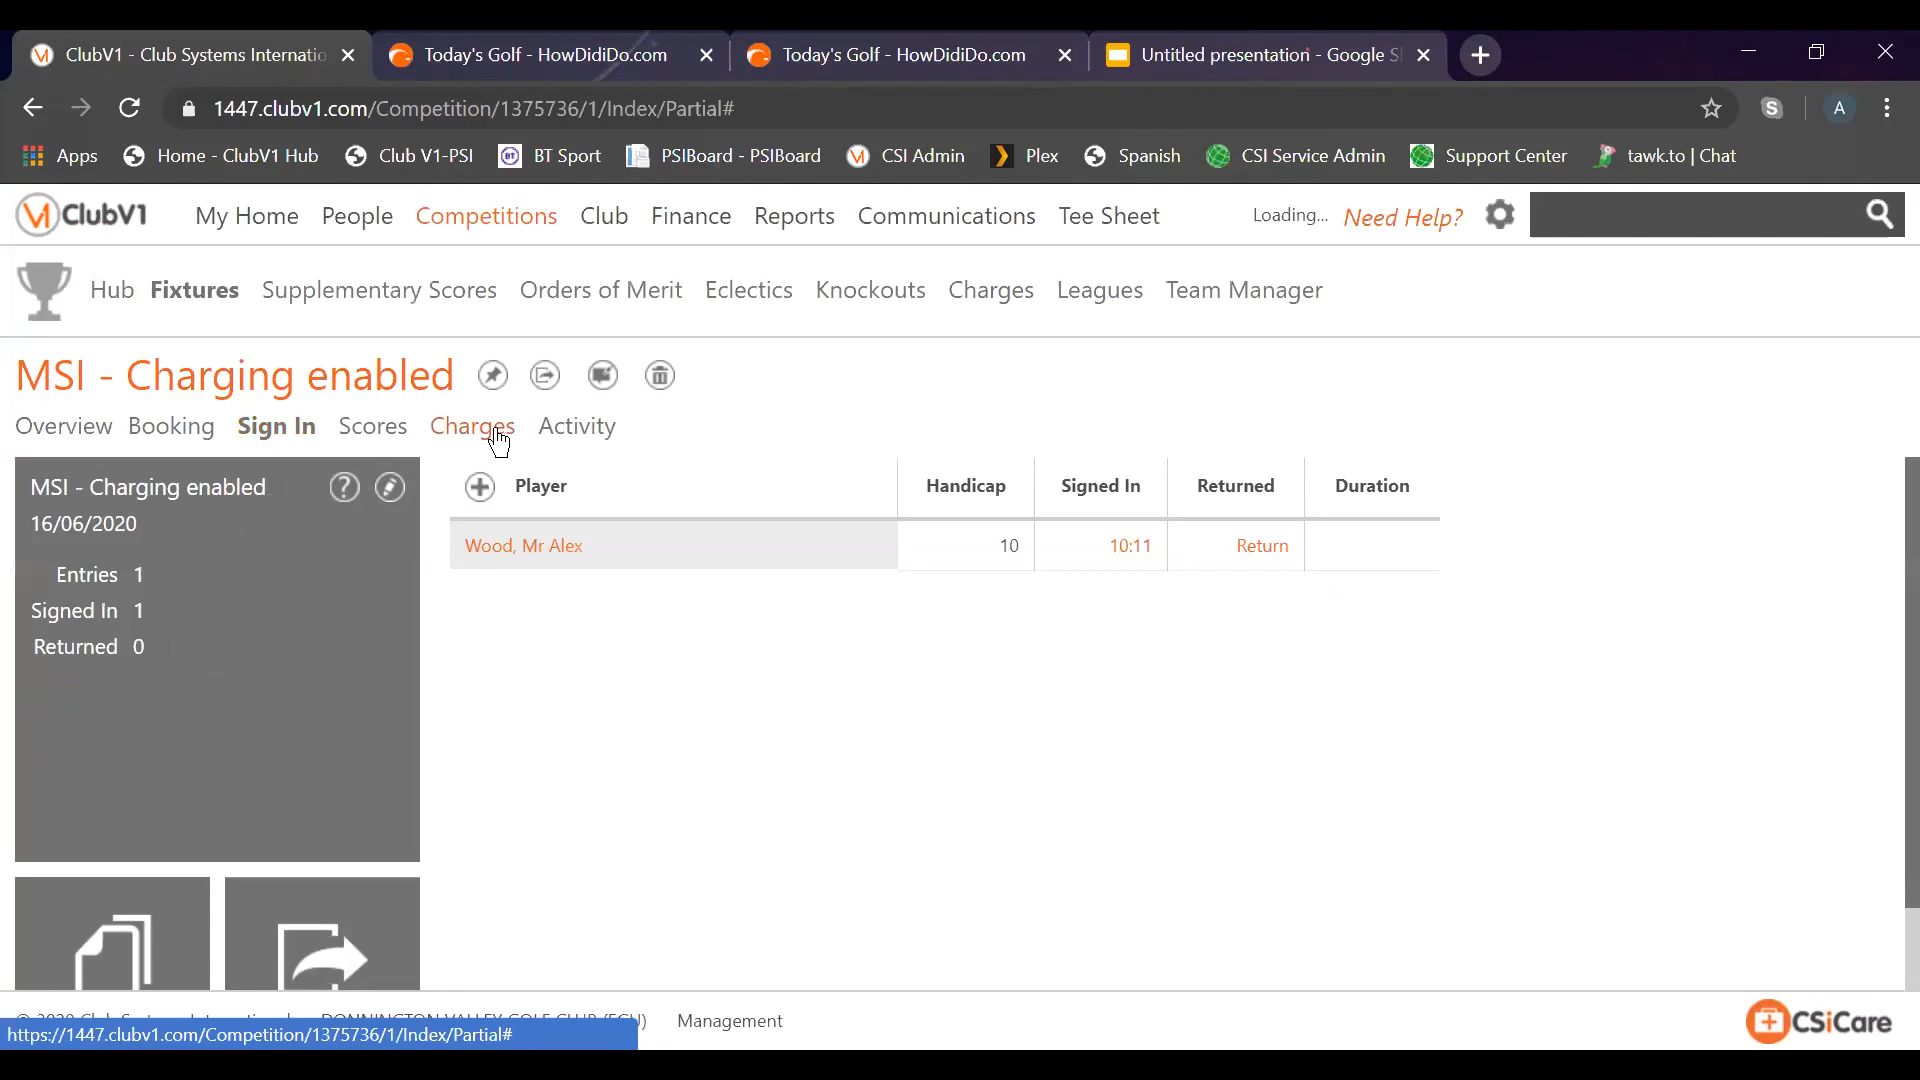 ClubV1 - Club Systems Internatio
Today's Golf - HowDidiDo.com
Today's Golf - HowDidiDo.com
Untitled presentation - Google Sl
1447.clubv1.com/Competition/1375736/1/Index/Partial#
S
A
Apps
Home - ClubV1 Hub
Club V1-PSI
BT
BT Sport
PSIBoard - PSIBoard
CSI Admin
Plex
Spanish
CSI Service Admin
Support Center
tawk.to | Chat
ClubV1
My Home People Competitions Club Finance Reports Communications Tee Sheet
Loading...
Need Help?
Hub Fixtures Supplementary Scores Orders of Merit Eclectics Knockouts Charges Leagues Team Manager
MSI - Charging enabled
Overview Booking Sign In Scores Charges Activity
MSI - Charging enabled
16/06/2020
Entries 1
Signed In 1
Returned 0
Player Handicap Signed In Returned Duration
Wood, Mr Alex 10 10:11 Return
Management
https://1447.clubv1.com/Competition/1375736/1/Index/Partial#
CSiCare